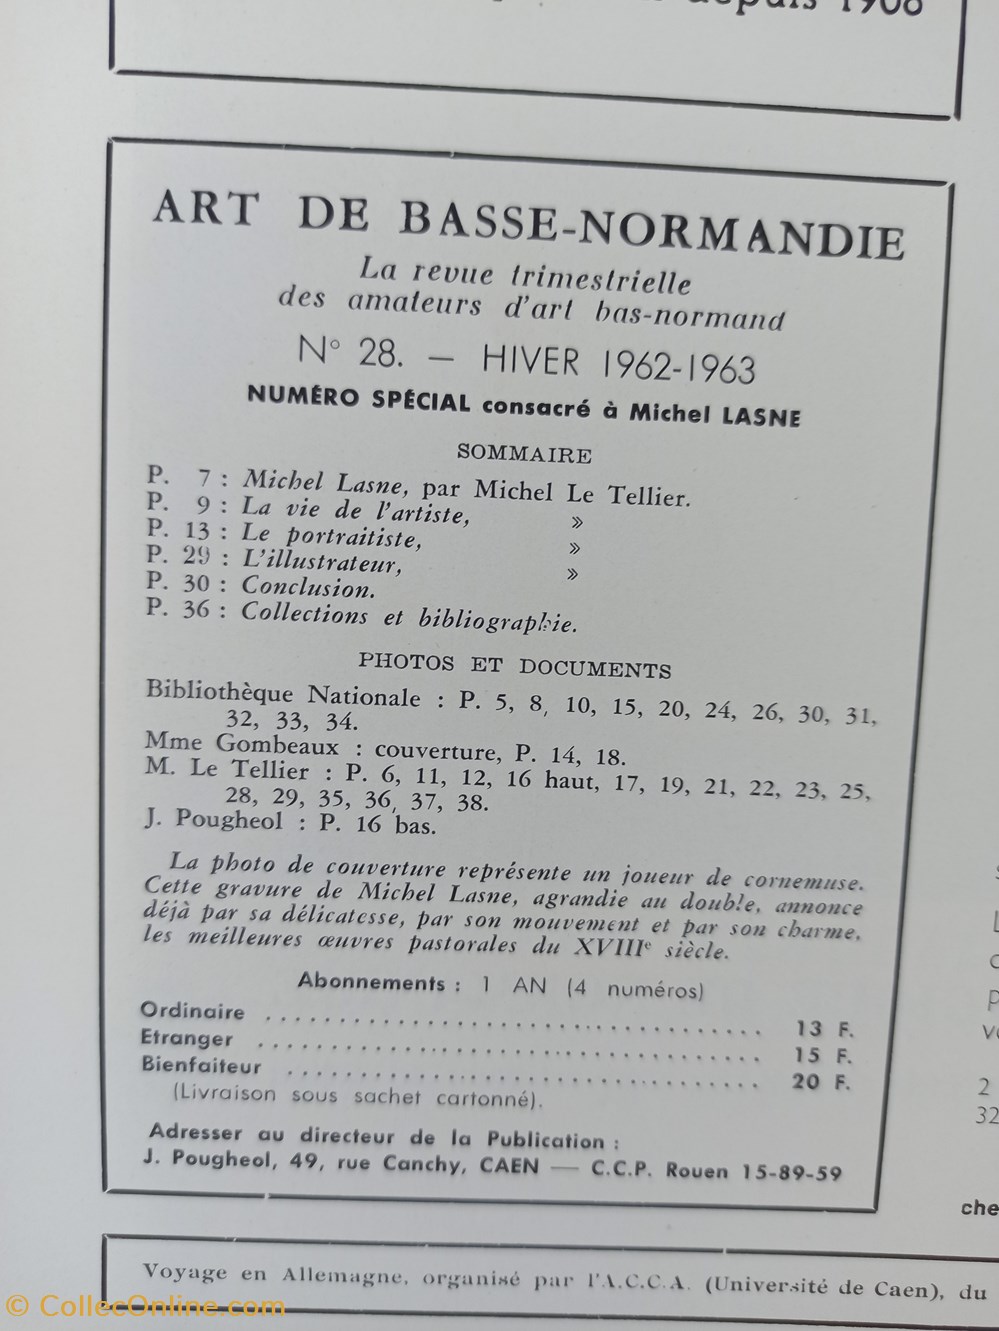 depuis 1908
ART DE BASSE-NORMANDIE
La revue trimestrielle
des amateurs d'art bas-normand
N° 28. — HIVER 1962-1963
NUMÉRO SPÉCIAL consacré à Michel LASNE
SOMMAIRE
P. 7 : Michel Lasne, par Michel Le Tellier.
P. 9 : La vie de l'artiste, »
P. 13 : Le portraitiste, »
P. 29 : L'illustrateur, »
P. 30 : Conclusion.
P. 36 : Collections et bibliographie.
PHOTOS ET DOCUMENTS
Bibliothèque Nationale : P. 5, 8, 10, 15, 20, 24, 26, 30, 31,
32, 33, 34.
Mme Gombeaux : couverture, P. 14, 18.
M. Le Tellier : P. 6, 11, 12, 16 haut, 17, 19, 21, 22, 23, 25,
28, 29, 35, 36, 37, 38.
J. Pougheol : P. 16 bas.
La photo de couverture représente un joueur de cornemuse.
Cette gravure de Michel Lasne, agrandie au double, annonce
déjà par sa délicatesse, par son mouvement et par son charme,
les meilleures œuvres pastorales du XVIIIe siècle.
Abonnements : 1 AN (4 numéros)
Ordinaire .................................. 13 F.
Etranger .................................. 15 F.
Bienfaiteur ................................ 20 F.
(Livraison sous sachet cartonné).
Adresser au directeur de la Publication :
J. Pougheol, 49, rue Canchy, CAEN — C.C.P. Rouen 15-89-59
Voyage en Allemagne, organisé par l'A.C.C.A. (Université de Caen), du
2
32
che
© CollecOnline.com